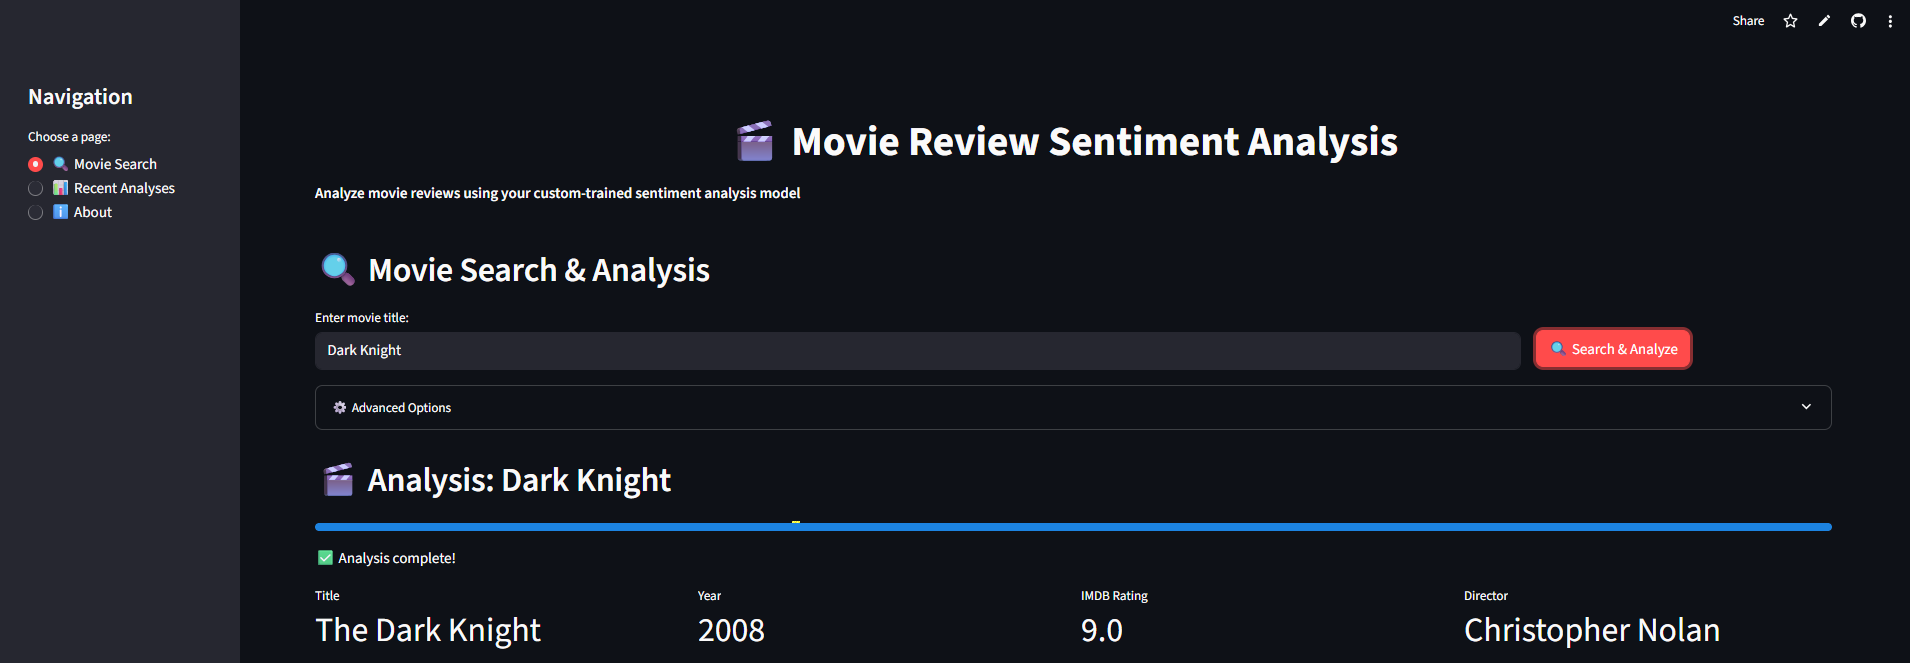 Share
Navigation
Choose a page:
Movie Search
Recent Analyses
About
Movie Review Sentiment Analysis
Analyze movie reviews using your custom-trained sentiment analysis model
Movie Search & Analysis
Enter movie title:
Dark Knight
Search & Analyze
Advanced Options
Analysis: Dark Knight
Analysis complete!
Title
The Dark Knight
Year
2008
IMDB Rating
9.0
Director
Christopher Nolan